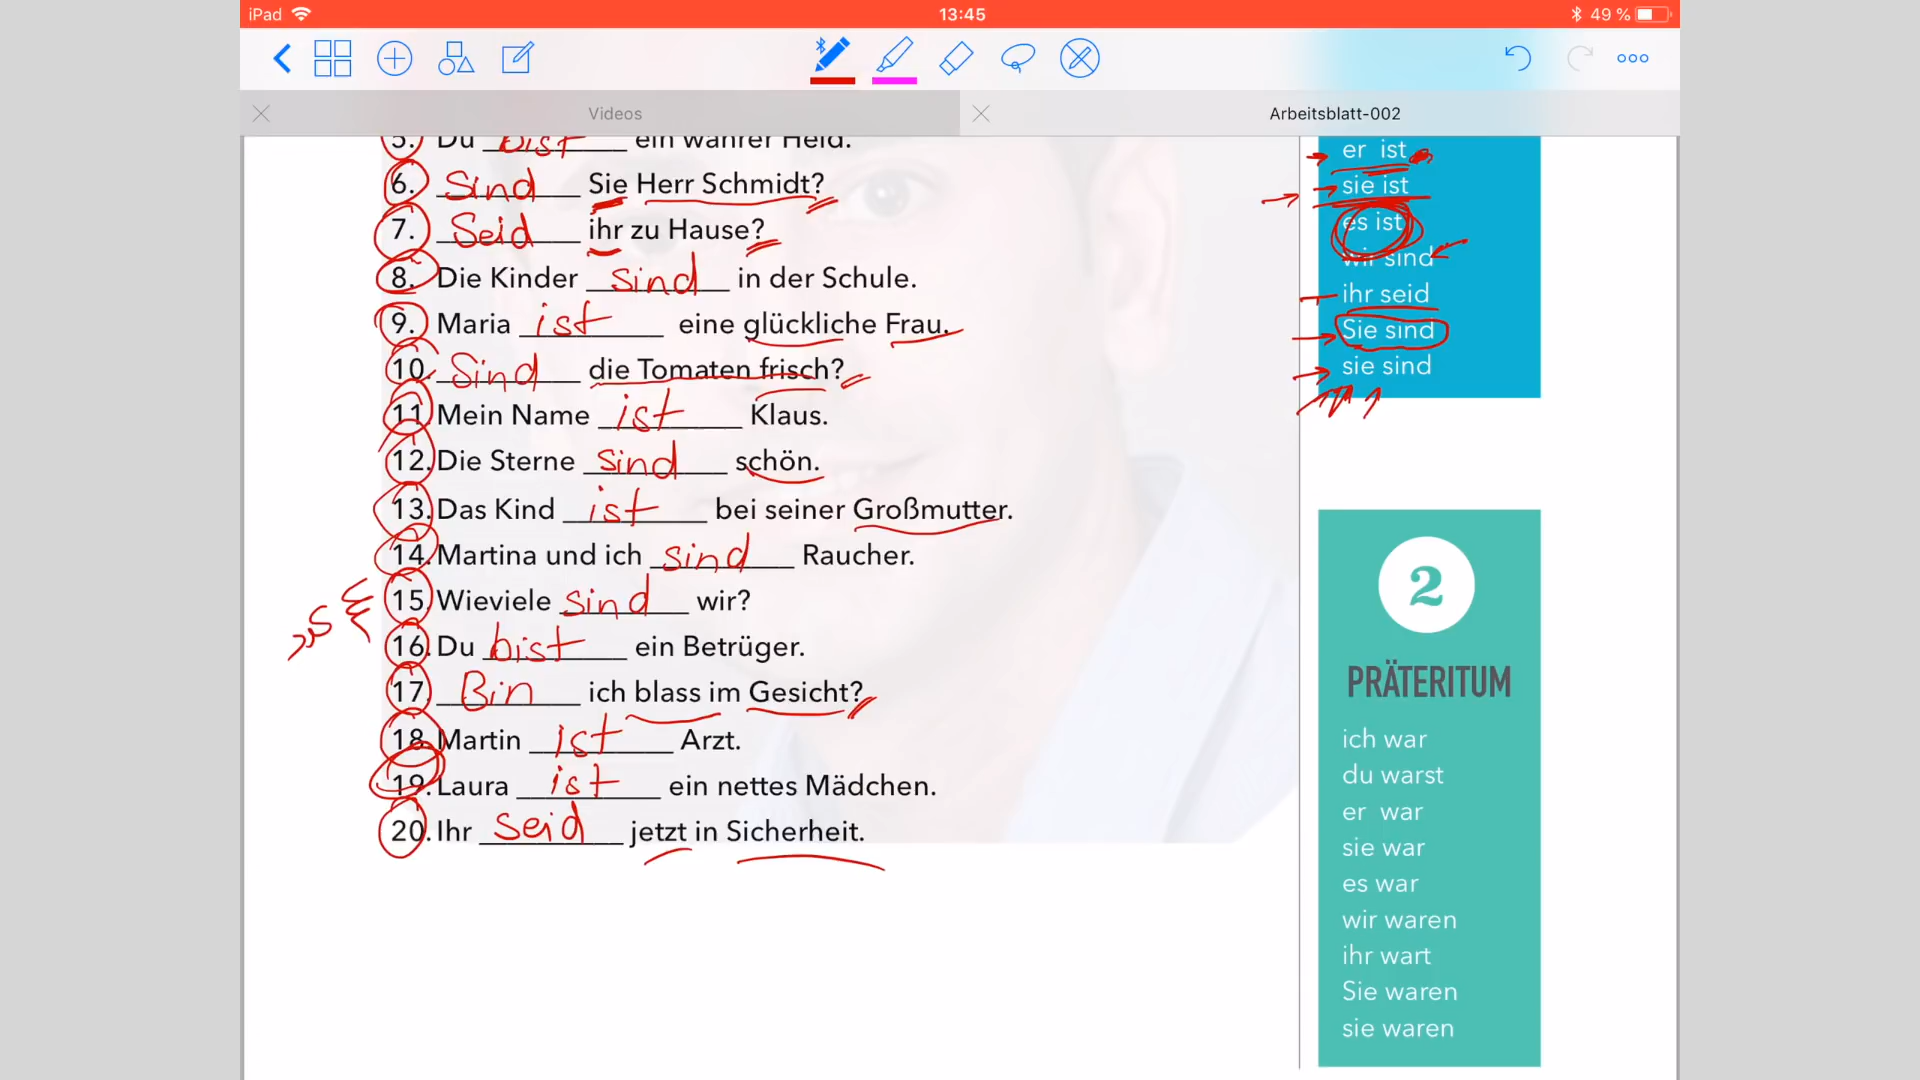 iPad
13:45
49 %
Videos
Arbeitsblatt-002
5. Du bist ein wahrer Held.
6. Sind Sie Herr Schmidt?
7. Seid ihr zu Hause?
8. Die Kinder sind in der Schule.
9. Maria ist eine glückliche Frau.
10. Sind die Tomaten frisch?
11. Mein Name ist Klaus.
12. Die Sterne sind schön.
13. Das Kind ist bei seiner Großmutter.
14. Martina und ich sind Raucher.
15. Wieviele sind wir?
16. Du bist ein Betrüger.
17. Bin ich blass im Gesicht?
18. Martin ist Arzt.
19. Laura ist ein nettes Mädchen.
20. Ihr seid jetzt in Sicherheit.
er ist
sie ist
es ist
wir sind
ihr seid
Sie sind
sie sind
2
PRÄTERITUM
ich war
du warst
er war
sie war
es war
wir waren
ihr wart
Sie waren
sie waren